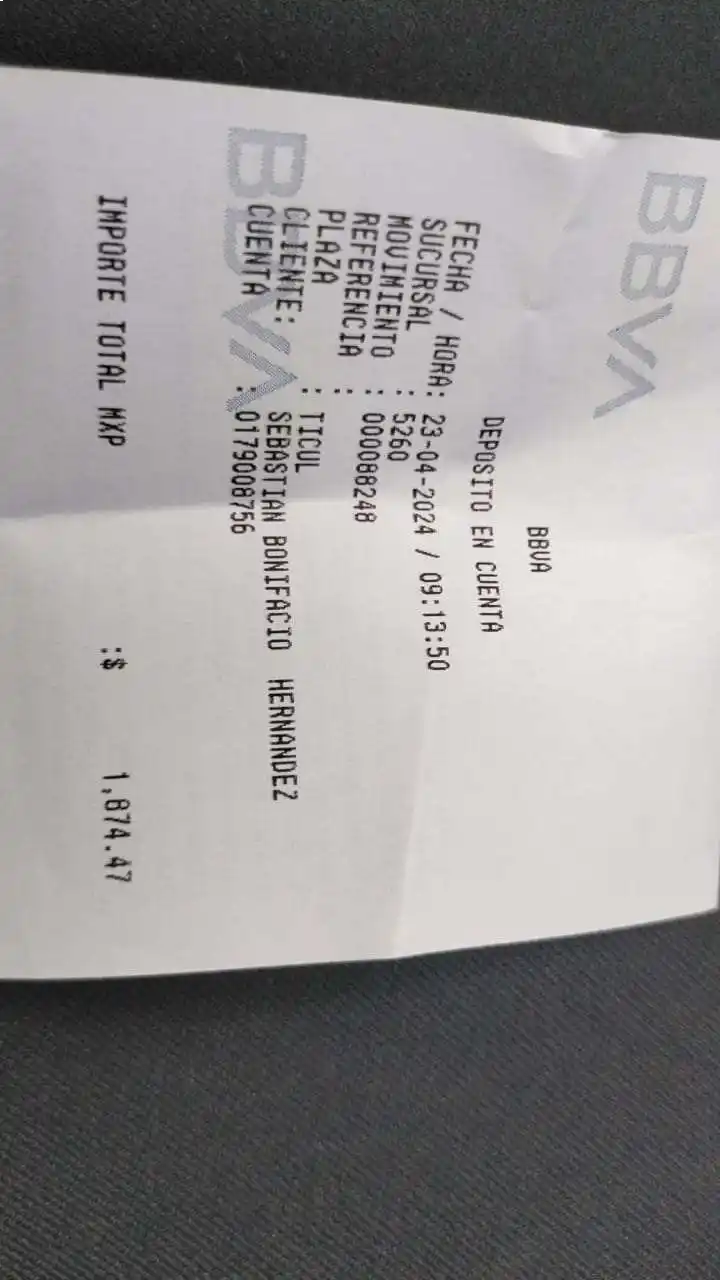 BBVA
BBVA
DEPOSITO EN CUENTA
FECHA / HORA: 23-04-2024 / 09:13:50
SUCURSAL : 5260
MOVIMIENTO : 000088248
REFERENCIA :
PLAZA : TICUL
CLIENTE: SEBASTIAN BONIFACIO HERNANDEZ
CUENTA : 0179008756
BBVA
IMPORTE TOTAL MXP :$ 1,874.47